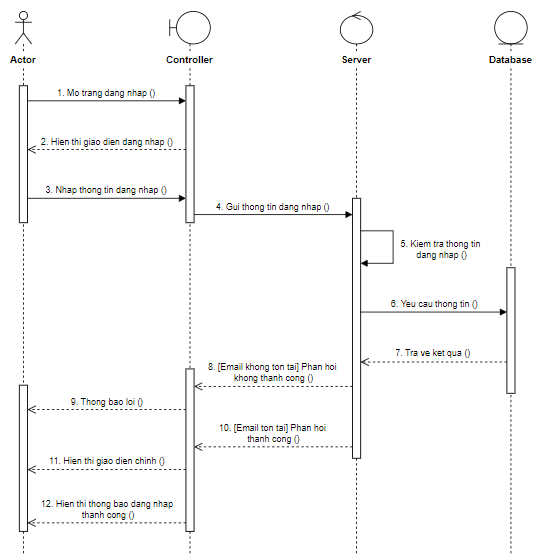 Actor
Controller
Server
Database
1. Mo trang dang nhap ()
2. Hien thi giao dien dang nhap ()
3. Nhap thong tin dang nhap ()
4. Gui thong tin dang nhap ()
5. Kiem tra thong tin
dang nhap ()
6. Yeu cau thong tin ()
7. Tra ve ket qua ()
8. [Email khong ton tai] Phan hoi
khong thanh cong ()
9. Thong bao loi ()
10. [Email ton tai] Phan hoi
thanh cong ()
11. Hien thi giao dien chinh ()
12. Hien thi thong bao dang nhap
thanh cong ()